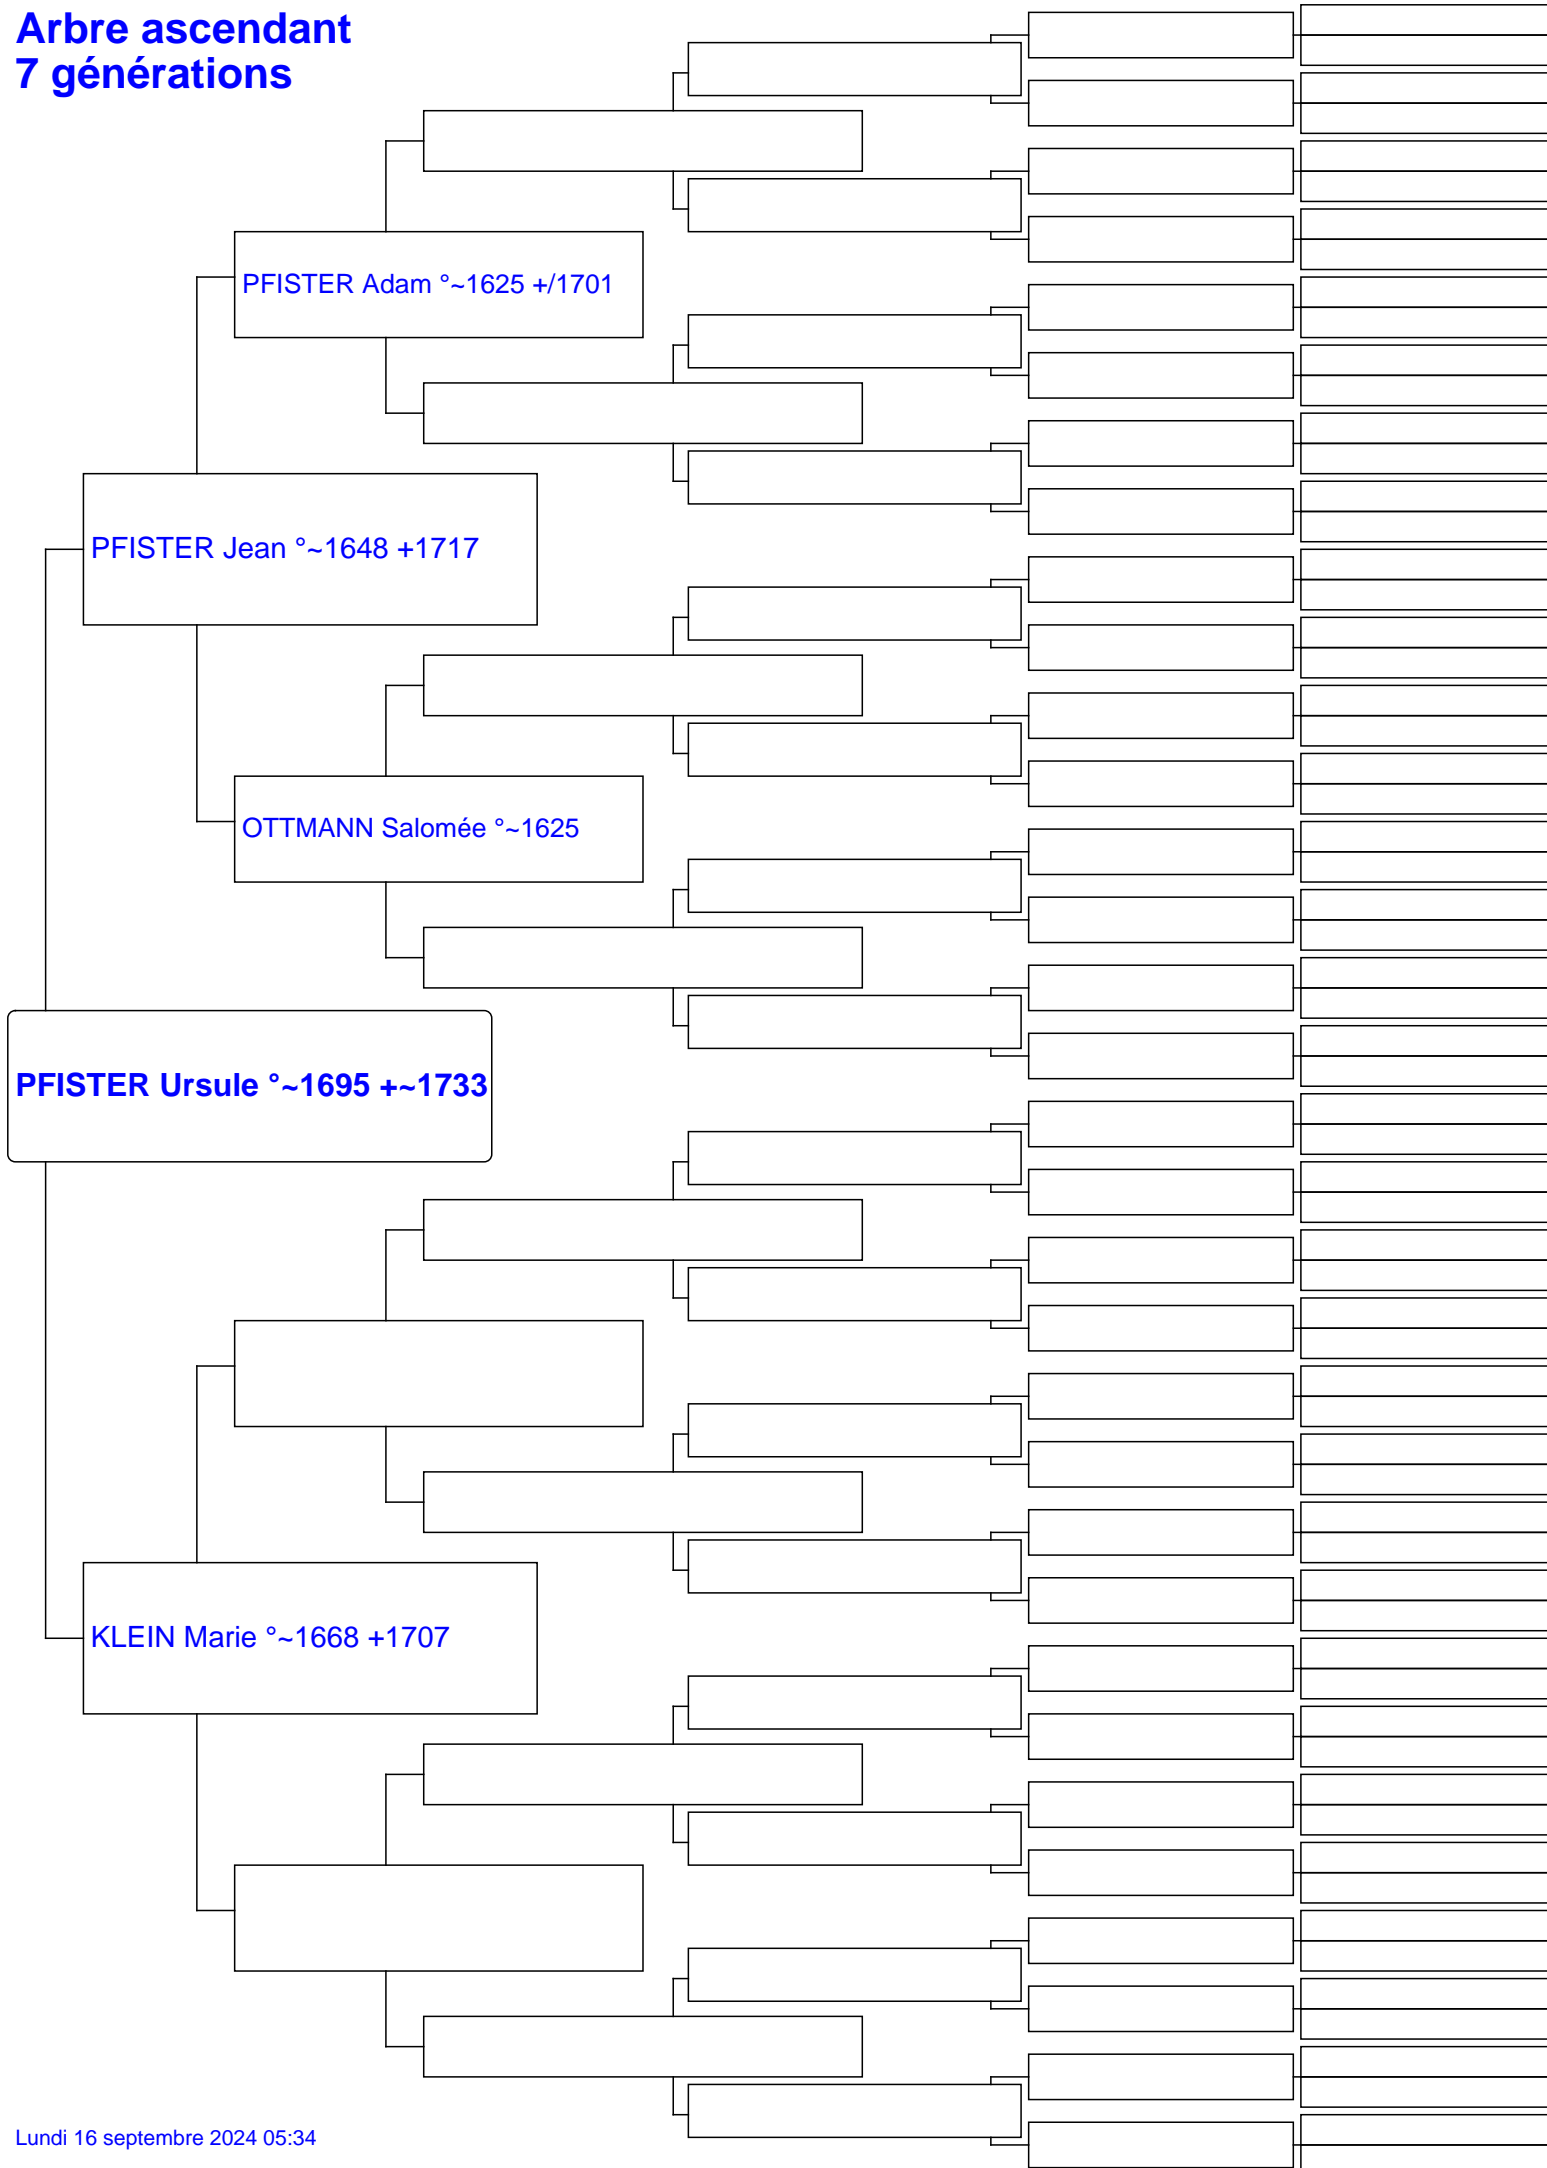 Arbre ascendant
7 générations
PFISTER Adam °~1625 +/1701
PFISTER Jean °~1648 +1717
OTTMANN Salomée °~1625
PFISTER Ursule °~1695 +~1733
KLEIN Marie °~1668 +1707
Lundi 16 septembre 2024 05:34